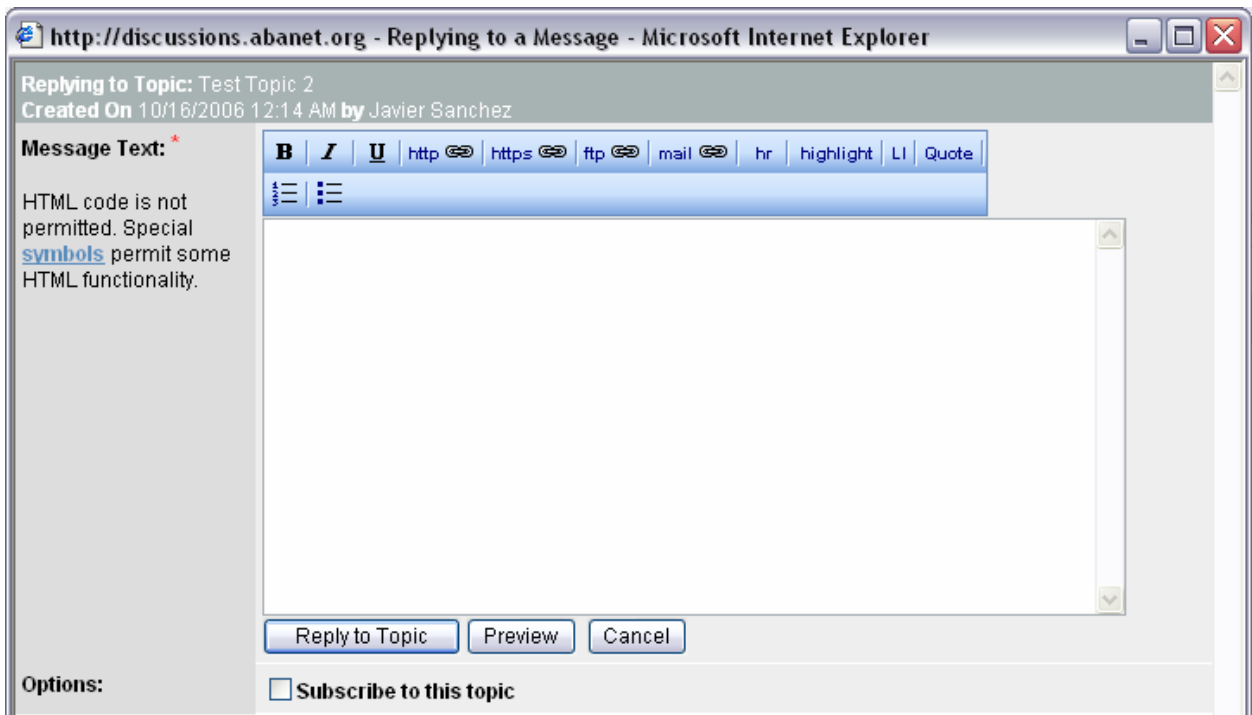 http://discussions.abanet.org - Replying to a Message - Microsoft Internet Explorer
Replying to Topic: Test Topic 2
Created On 10/16/2006 12:14 AM by Javier Sanchez
Message Text: *
B I U http https ftp mail hr highlight LI Quote
HTML code is not
permitted. Special
symbols permit some
HTML functionality.
Reply to Topic Preview Cancel
Options:
Subscribe to this topic